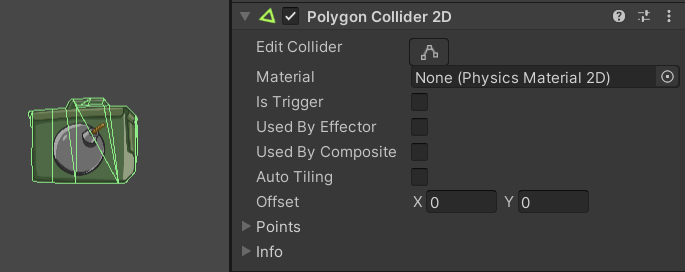 Polygon Collider 2D
Edit Collider
Material None (Physics Material 2D)
Is Trigger
Used By Effector
Used By Composite
Auto Tiling
Offset X 0 Y 0
Points
Info